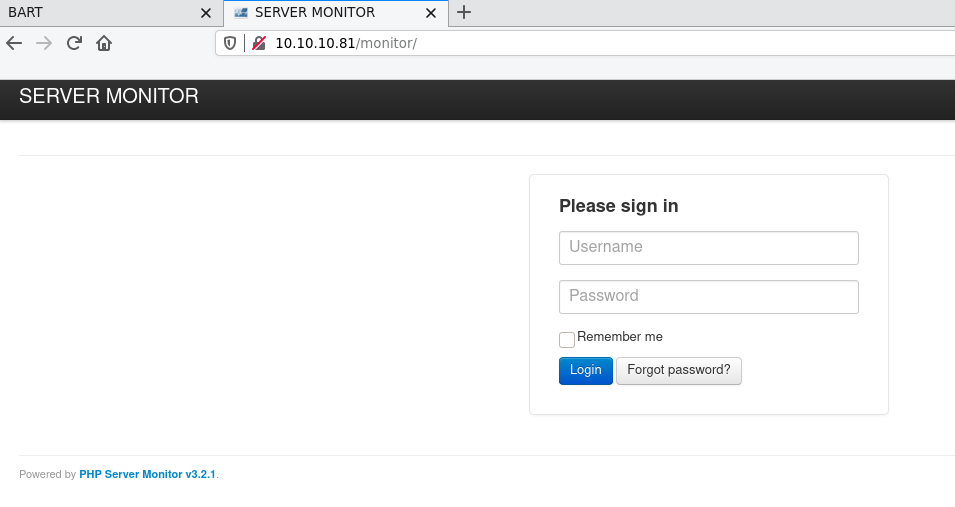 BART
SERVER MONITOR
10.10.10.81/monitor/
SERVER MONITOR
Please sign in
Username
Password
Remember me
Login Forgot password?
Powered by PHP Server Monitor v3.2.1.